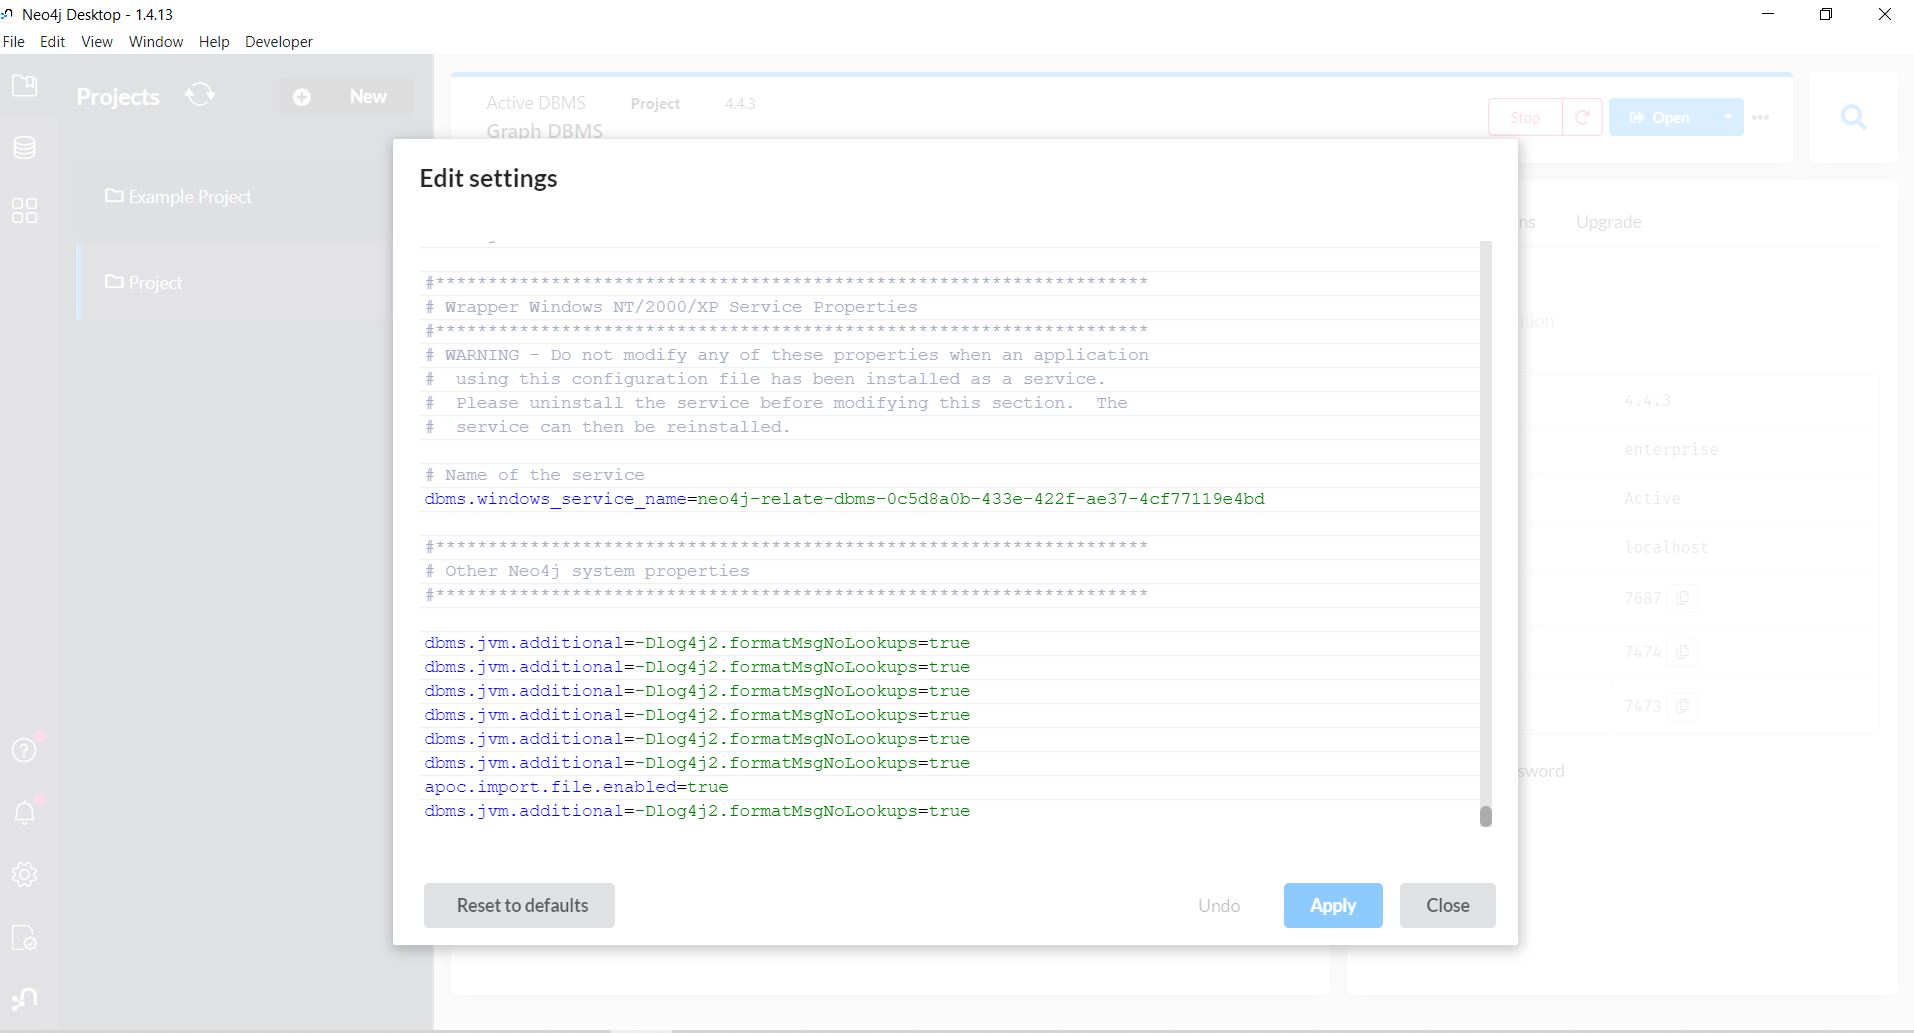 Neo4j Desktop - 1.4.13
File Edit View Window Help Developer
Projects
New
Example Project
Project
Active DBMS Project 4.4.3
Graph DBMS
Stop
Open
Upgrade
4.4.3
enterprise
Active
localhost
7687
7474
7473
Edit settings
#********************************************************************
# Wrapper Windows NT/2000/XP Service Properties
#********************************************************************
# WARNING - Do not modify any of these properties when an application
#  using this configuration file has been installed as a service.
#  Please uninstall the service before modifying this section.  The
#  service can then be reinstalled.
# Name of the service
dbms.windows_service_name=neo4j-relate-dbms-0c5d8a0b-433e-422f-ae37-4cf77119e4bd
#********************************************************************
# Other Neo4j system properties
#********************************************************************
dbms.jvm.additional=-Dlog4j2.formatMsgNoLookups=true
dbms.jvm.additional=-Dlog4j2.formatMsgNoLookups=true
dbms.jvm.additional=-Dlog4j2.formatMsgNoLookups=true
dbms.jvm.additional=-Dlog4j2.formatMsgNoLookups=true
dbms.jvm.additional=-Dlog4j2.formatMsgNoLookups=true
dbms.jvm.additional=-Dlog4j2.formatMsgNoLookups=true
apoc.import.file.enabled=true
dbms.jvm.additional=-Dlog4j2.formatMsgNoLookups=true
Reset to defaults
Undo
Apply
Close